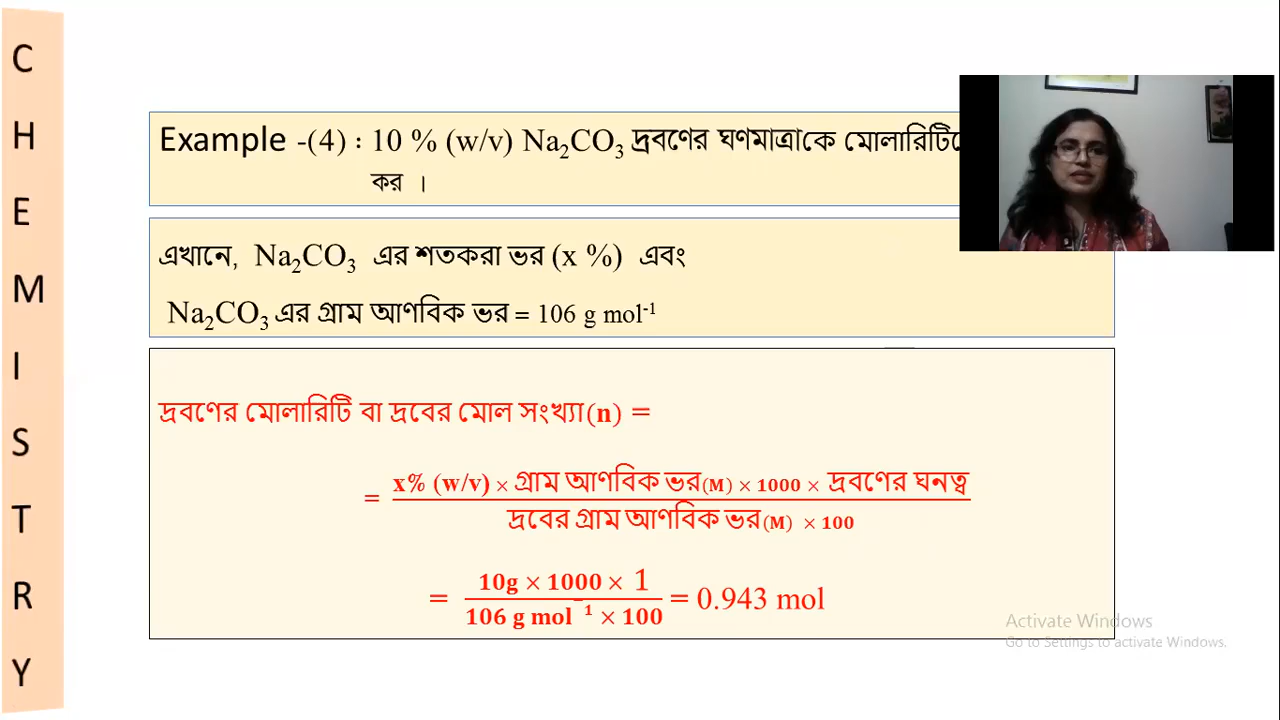 C
H
E
M
I
S
T
R
Y
Example -(4) : 10 % (w/v) Na₂CO₃ দ্রবণের ঘণমাত্রাকে মোলারিটিতে
কর ।
এখানে, Na₂CO₃ এর শতকরা ভর (x %) এবং
Na₂CO₃ এর গ্রাম আণবিক ভর = 106 g mol⁻¹
দ্রবণের মোলারিটি বা দ্রবের মোল সংখ্যা(n) =
x% (w/v) × গ্রাম আণবিক ভর(M) × 1000 × দ্রবণের ঘনত্ব
=
দ্রবের গ্রাম আণবিক ভর(M) × 100
10g × 1000 × 1
= = 0.943 mol
106 g mol⁻¹ × 100
Activate Windows
Go to Settings to activate Windows.